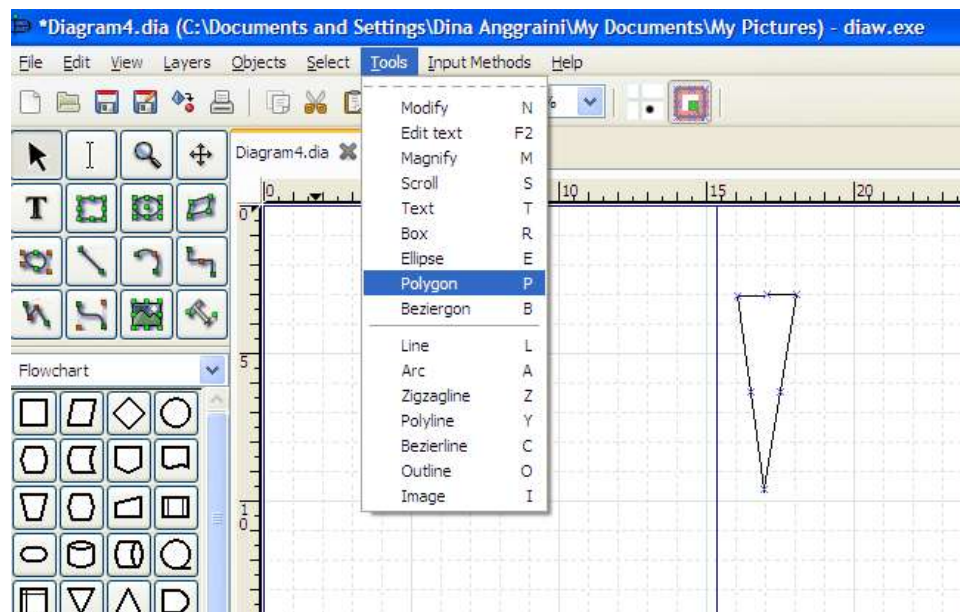 *Diagram4.dia (C:\Documents and Settings\Dina Anggraini\My Documents\My Pictures) - diaw.exe
File Edit View Layers Objects Select Tools Input Methods Help
%
Diagram4.dia
Modify N
Edit text F2
Magnify M
Scroll S
Text T
Box R
Ellipse E
Polygon P
Beziergon B
Line L
Arc A
Zigzagline Z
Polyline Y
Bezierline C
Outline O
Image I
0 10 15 20
0
5
10
T
Flowchart